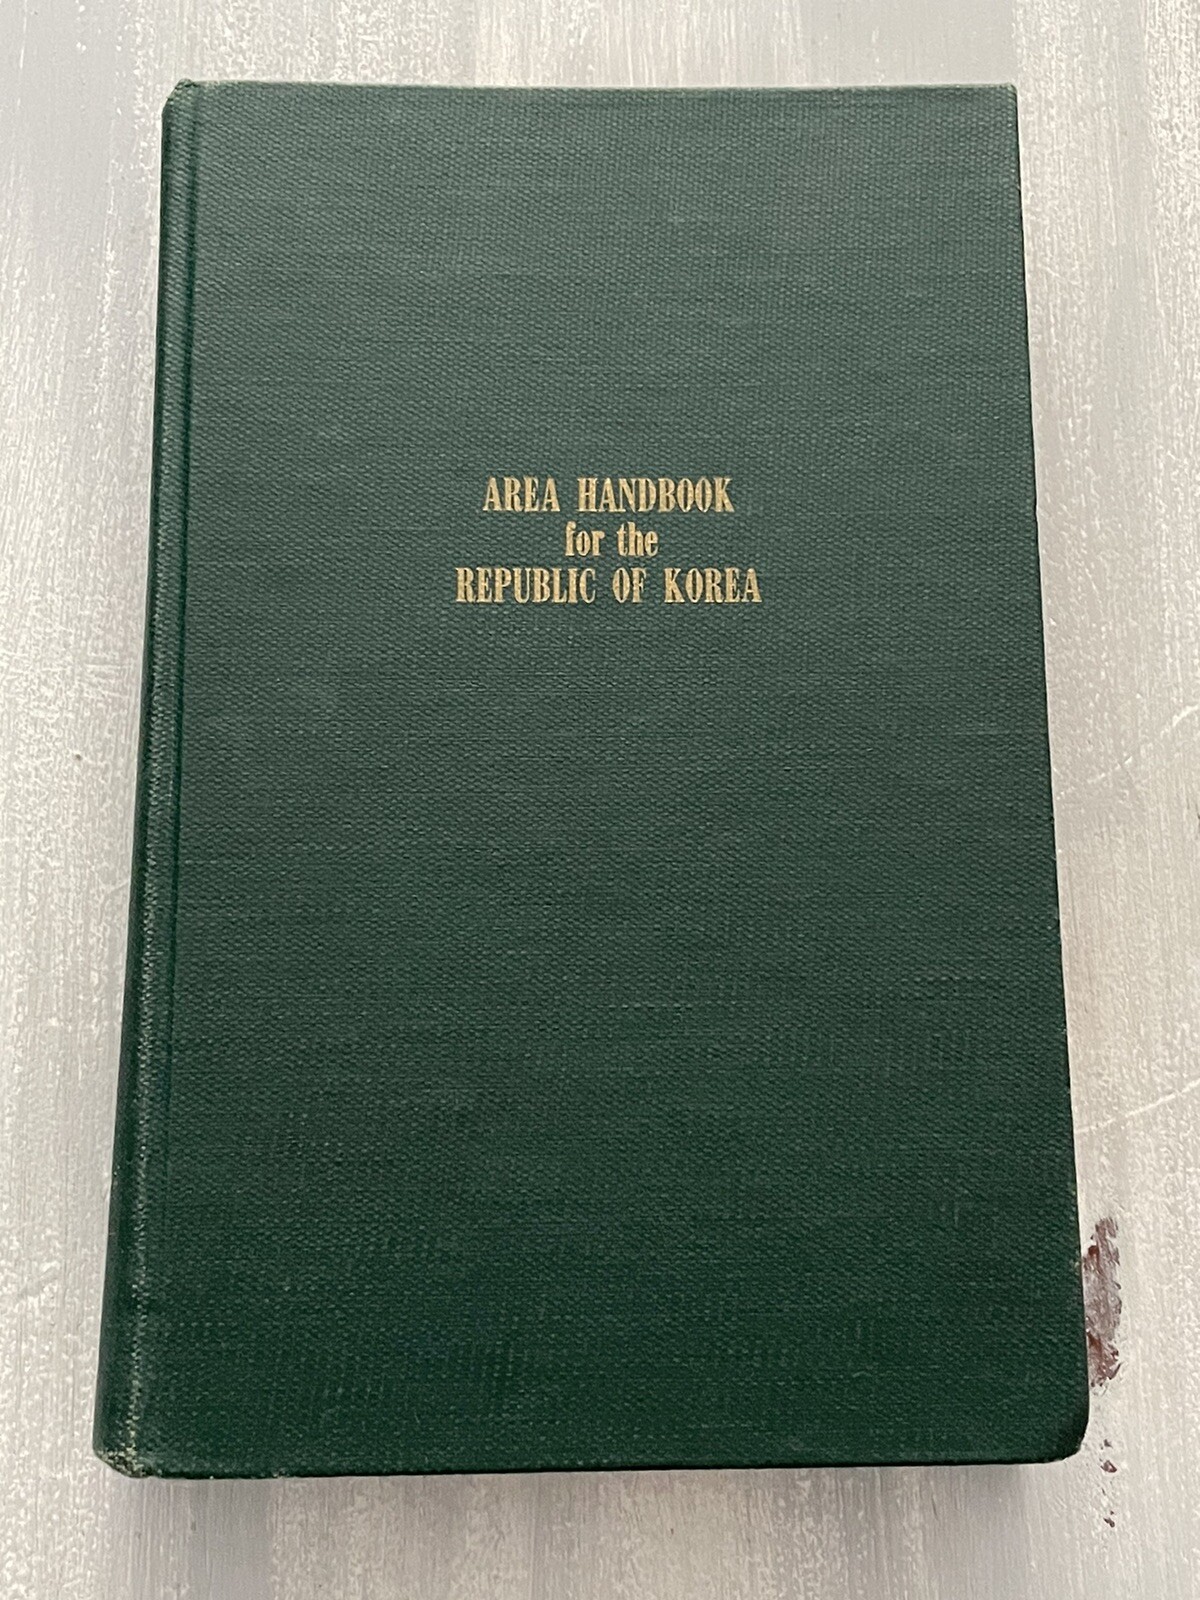 AREA HANDBOOK
for the
REPUBLIC OF KOREA